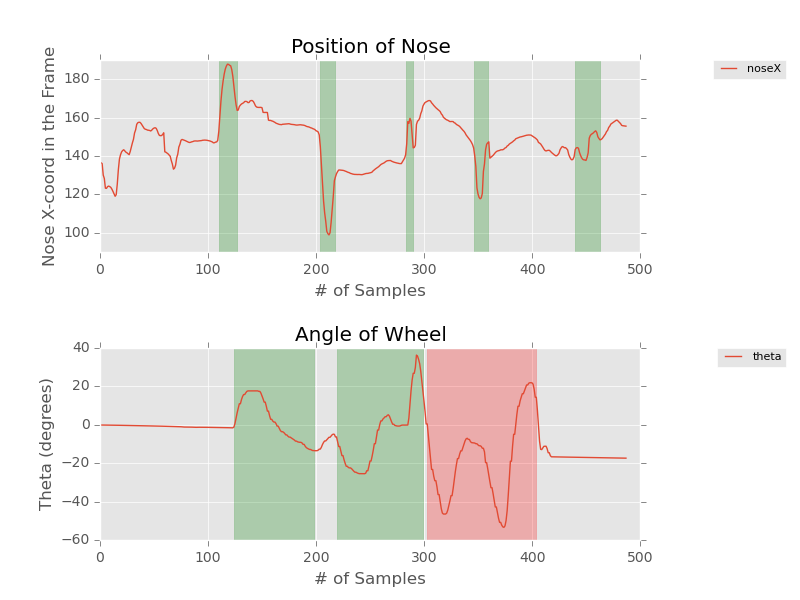 Position of Nose
noseX
Nose X-coord in the Frame
180
160
140
120
100
0 100 200 300 400 500
# of Samples
Angle of Wheel
theta
Theta (degrees)
40
20
0
−20
−40
−60
0 100 200 300 400 500
# of Samples